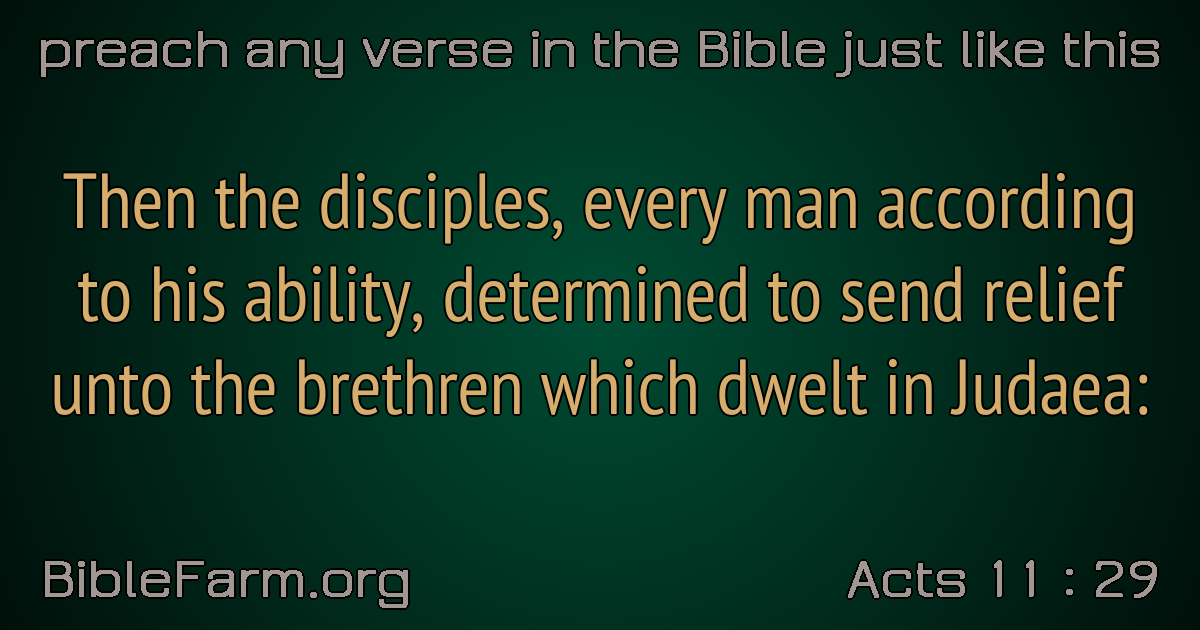 preach any verse in the Bible just like this
Then the disciples, every man according
to his ability, determined to send relief
unto the brethren which dwelt in Judaea:
BibleFarm.org
Acts 11 : 29